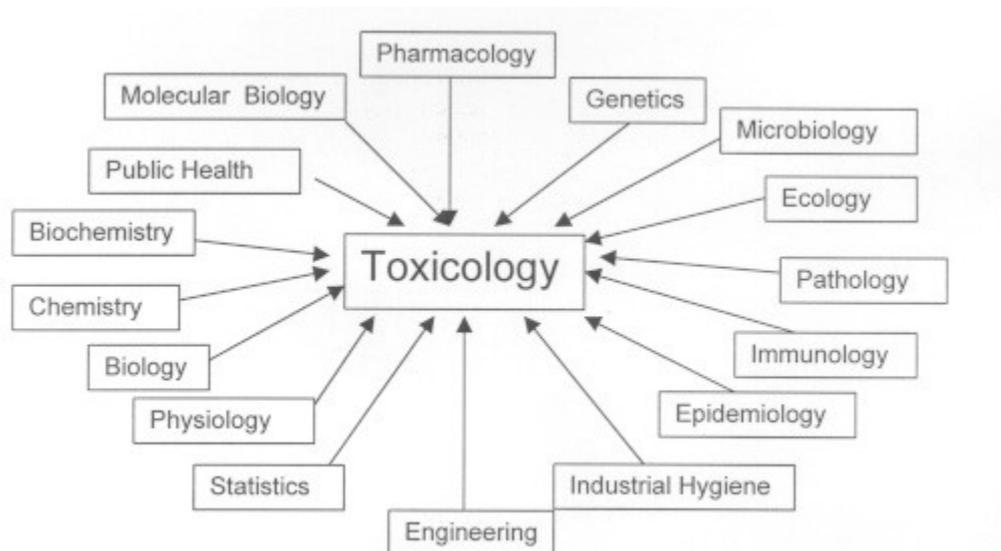 Pharmacology
Molecular Biology
Genetics
Microbiology
Public Health
Ecology
Biochemistry
Toxicology
Pathology
Chemistry
Immunology
Biology
Physiology
Epidemiology
Statistics
Industrial Hygiene
Engineering